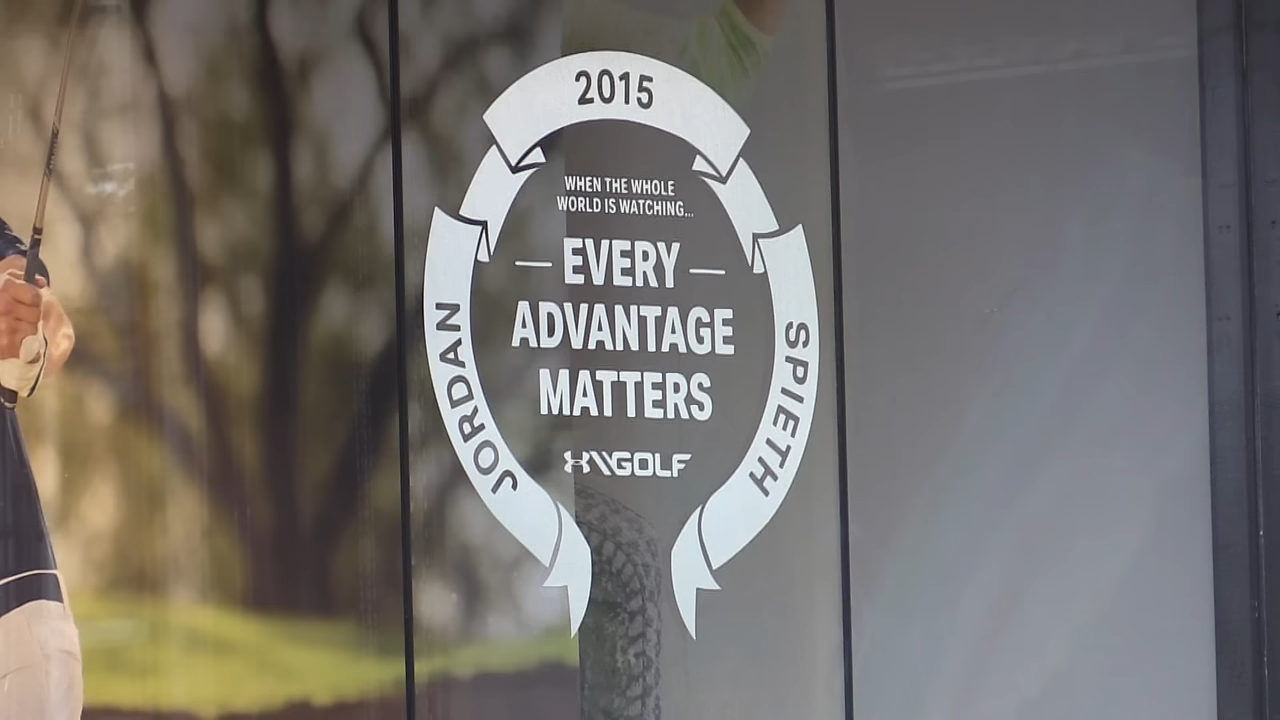 2015
WHEN THE WHOLE
WORLD IS WATCHING...
EVERY
ADVANTAGE
MATTERS
GOLF
JORDAN
SPIETH